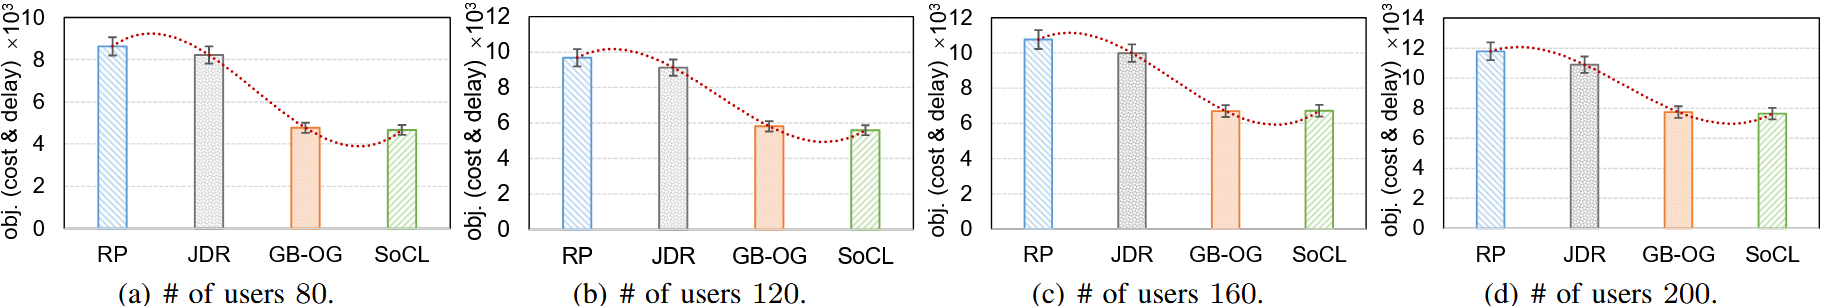 obj. (cost & delay) ×10³
10
8
6
4
2
0
RP JDR GB-OG SoCL
(a) # of users 80.
obj. (cost & delay) ×10³
12
10
8
6
4
2
0
RP JDR GB-OG SoCL
(b) # of users 120.
obj. (cost & delay) ×10³
12
10
8
6
4
2
0
RP JDR GB-OG SoCL
(c) # of users 160.
obj. (cost & delay) ×10³
14
12
10
8
6
4
2
0
RP JDR GB-OG SoCL
(d) # of users 200.